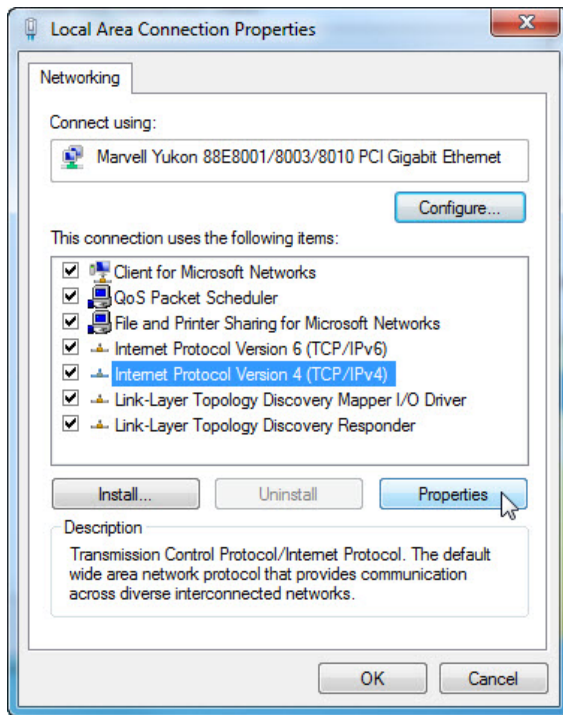 Local Area Connection Properties
Networking
Connect using:
Marvell Yukon 88E8001/8003/8010 PCI Gigabit Ethernet
Configure...
This connection uses the following items:
Client for Microsoft Networks
QoS Packet Scheduler
File and Printer Sharing for Microsoft Networks
Internet Protocol Version 6 (TCP/IPv6)
Internet Protocol Version 4 (TCP/IPv4)
Link-Layer Topology Discovery Mapper I/O Driver
Link-Layer Topology Discovery Responder
Install... Uninstall Properties
Description
Transmission Control Protocol/Internet Protocol. The default
wide area network protocol that provides communication
across diverse interconnected networks.
OK Cancel